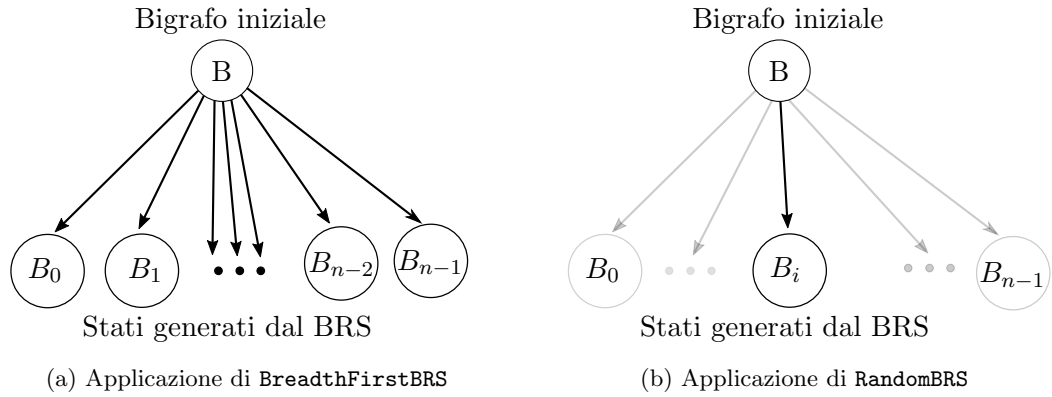 Bigrafo iniziale
B
B₀
B₁
Bₙ₋₂
Bₙ₋₁
Stati generati dal BRS
(a) Applicazione di BreadthFirstBRS
Bigrafo iniziale
B
B₀
Bᵢ
Bₙ₋₁
Stati generati dal BRS
(b) Applicazione di RandomBRS